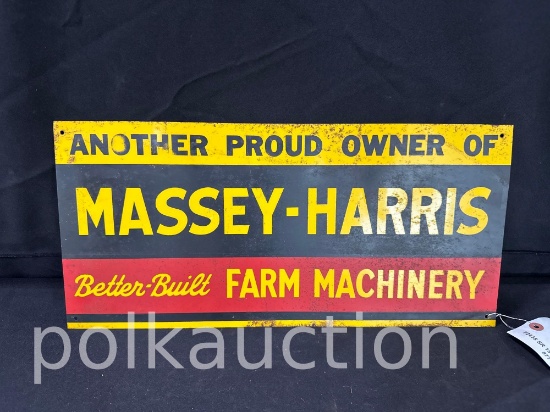 ANOTHER PROUD OWNER OF
MASSEY-HARRIS
Better-Built FARM MACHINERY
polkauction